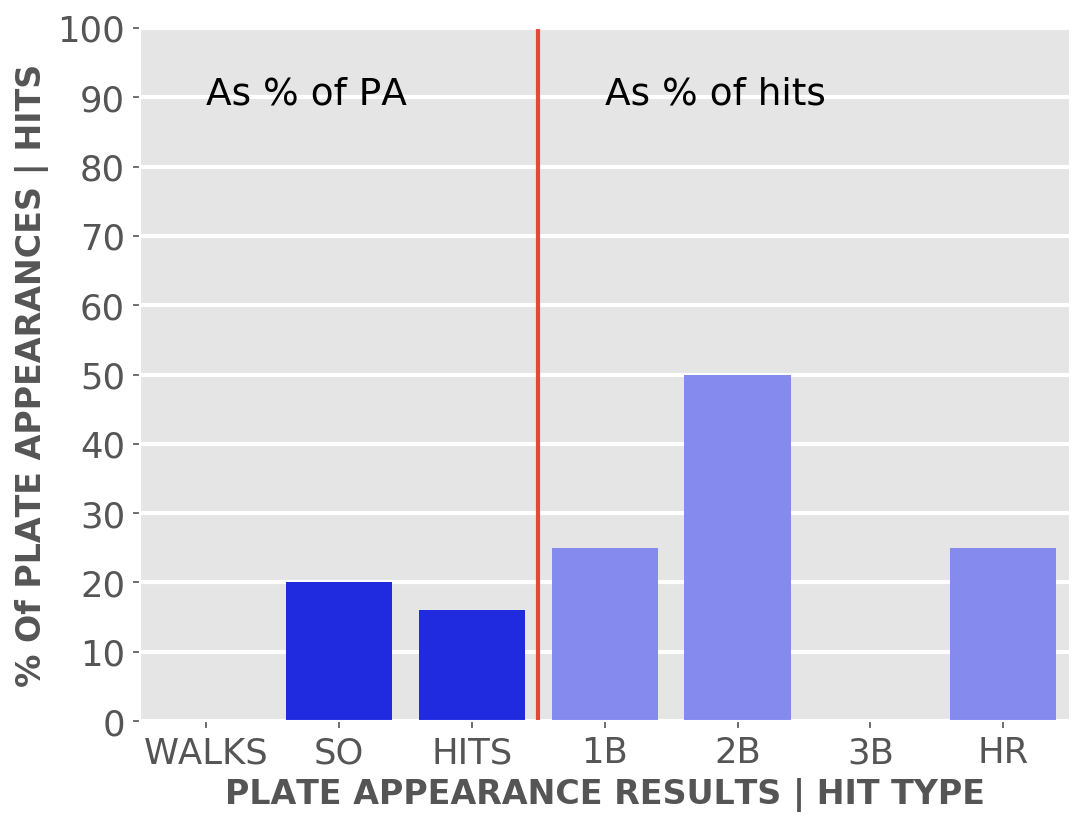 % Of PLATE APPEARANCES | HITS
100
90
80
70
60
50
40
30
20
10
0
As % of PA
As % of hits
WALKS SO HITS 1B 2B 3B HR
PLATE APPEARANCE RESULTS | HIT TYPE